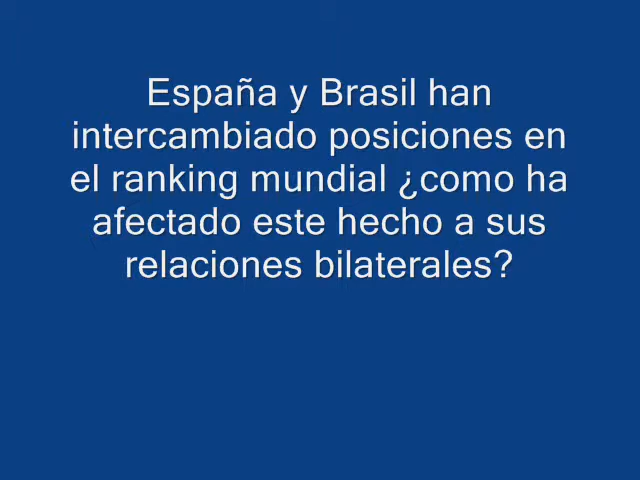 España y Brasil han
intercambiado posiciones en
el ranking mundial ¿como ha
afectado este hecho a sus
relaciones bilaterales?